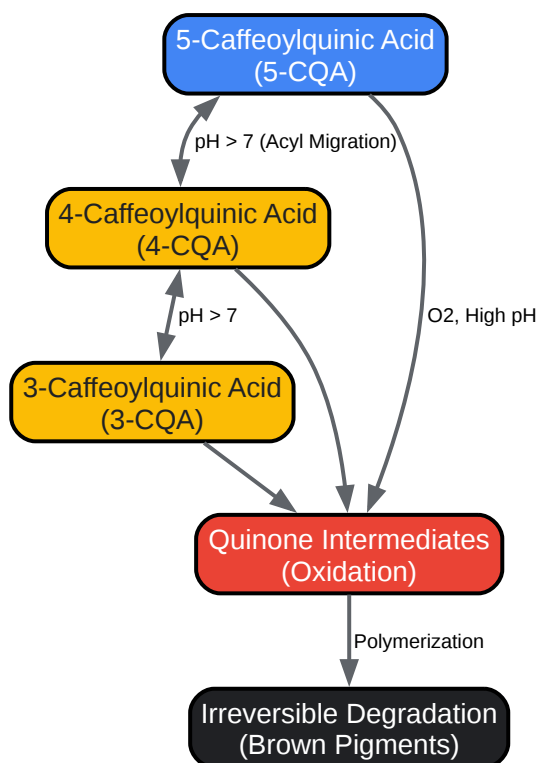 5-Caffeoylquinic Acid
(5-CQA)
pH > 7 (Acyl Migration)
4-Caffeoylquinic Acid
(4-CQA)
pH > 7
O2, High pH
3-Caffeoylquinic Acid
(3-CQA)
Quinone Intermediates
(Oxidation)
Polymerization
Irreversible Degradation
(Brown Pigments)